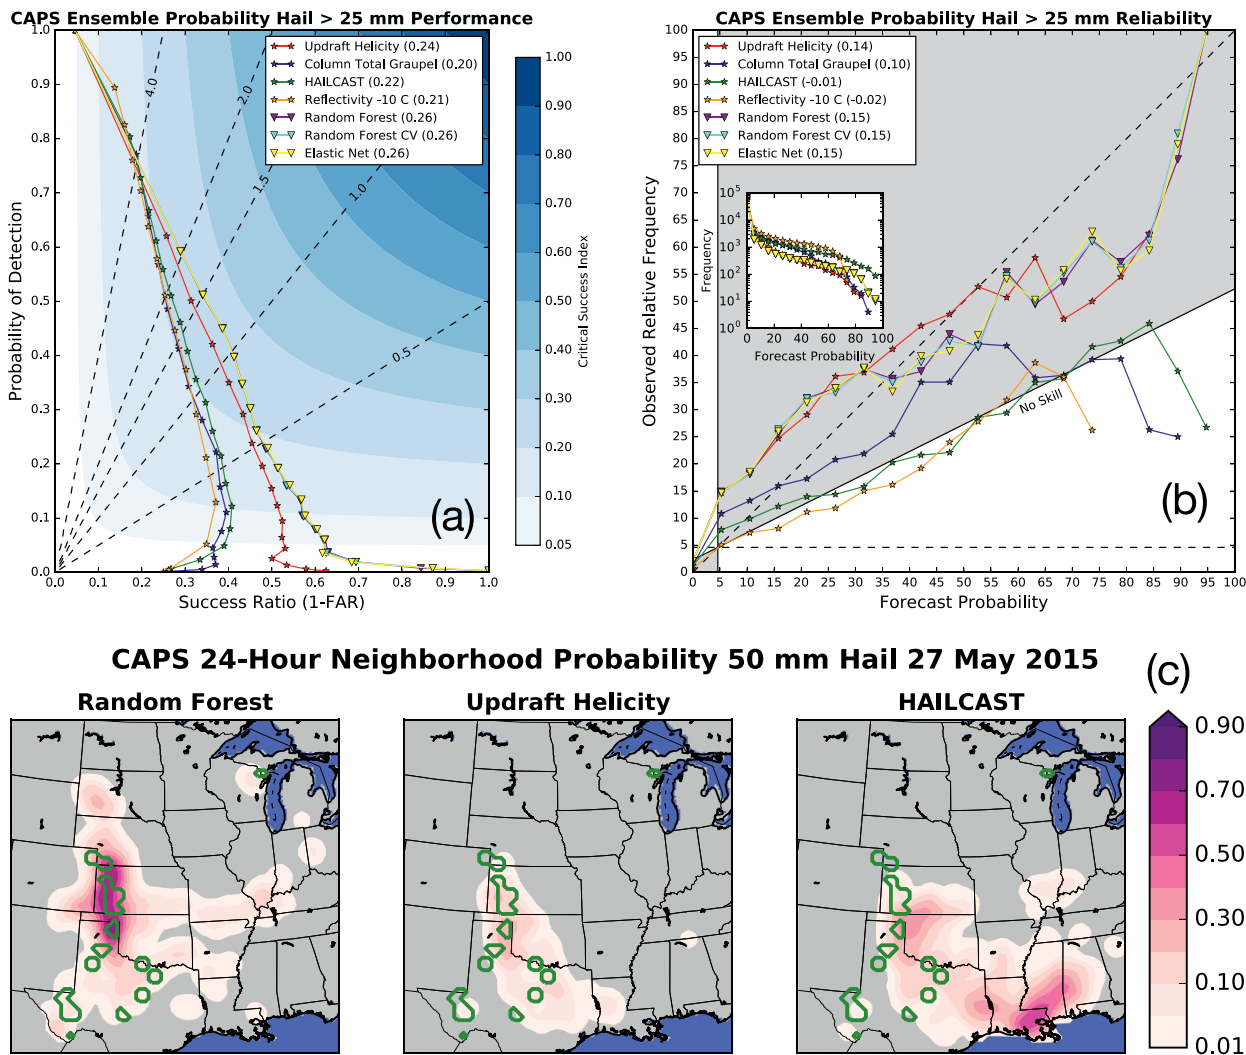 CAPS Ensemble Probability Hail > 25 mm Performance
Updraft Helicity (0.24)
Column Total Graupel (0.20)
HAILCAST (0.22)
Reflectivity -10 C (0.21)
Random Forest (0.26)
Random Forest CV (0.26)
Elastic Net (0.26)
4.0
2.0
1.5
1.0
0.5
1.0
0.9
0.8
0.7
0.6
0.5
0.4
0.3
0.2
0.1
0.0
Probability of Detection
0.0 0.1 0.2 0.3 0.4 0.5 0.6 0.7 0.8 0.9 1.0
Success Ratio (1-FAR)
(a)
1.00
0.90
0.80
0.70
0.60
0.50
0.40
0.30
0.20
0.10
0.05
Critical Success Index
CAPS Ensemble Probability Hail > 25 mm Reliability
Updraft Helicity (0.14)
Column Total Graupel (0.10)
HAILCAST (-0.01)
Reflectivity -10 C (-0.02)
Random Forest (0.15)
Random Forest CV (0.15)
Elastic Net (0.15)
100
95
90
85
80
75
70
65
60
55
50
45
40
35
30
25
20
15
10
5
0
Observed Relative Frequency
10^5
10^4
10^3
10^2
10^1
10^0
Frequency
0 20 40 60 80 100
Forecast Probability
No Skill
(b)
0 5 10 15 20 25 30 35 40 45 50 55 60 65 70 75 80 85 90 95 100
Forecast Probability
CAPS 24-Hour Neighborhood Probability 50 mm Hail 27 May 2015
(c)
Random Forest
Updraft Helicity
HAILCAST
0.90
0.70
0.50
0.30
0.10
0.01